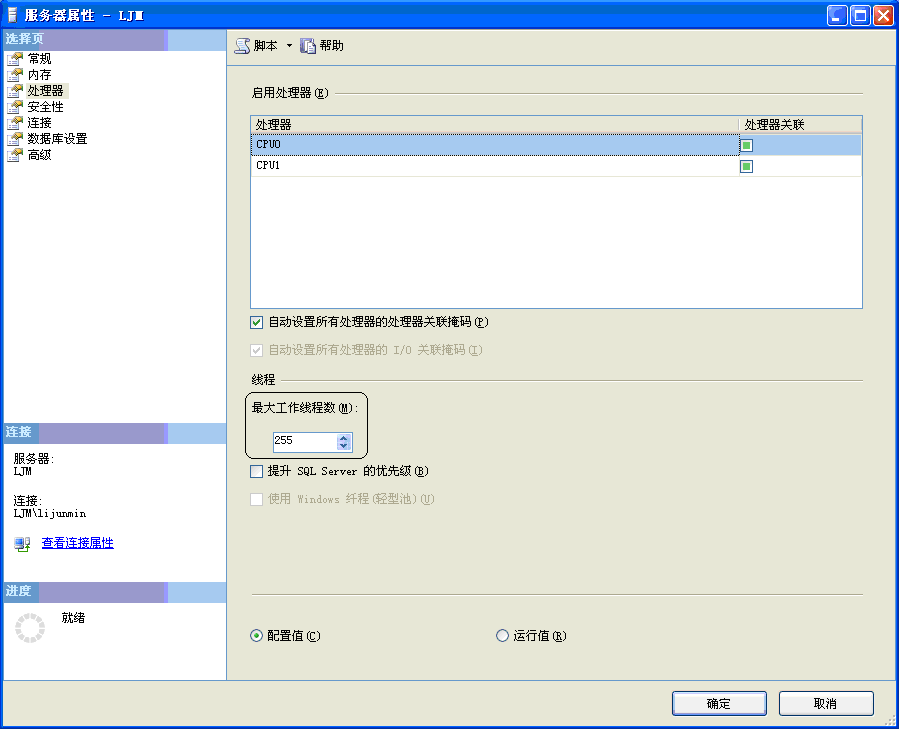 服务器属性 - LJM
选择页
常规
内存
处理器
安全性
连接
数据库设置
高级
连接
服务器:
LJM
连接:
LJM\lijunmin
查看连接属性
进度
就绪
脚本 帮助
启用处理器(E)
处理器 处理器关联
CPU0
CPU1
自动设置所有处理器的处理器关联掩码(P)
自动设置所有处理器的 I/O 关联掩码(I)
线程
最大工作线程数(M):
255
提升 SQL Server 的优先级(B)
使用 Windows 纤程(轻型池)(U)
配置值(C) 运行值(R)
确定 取消